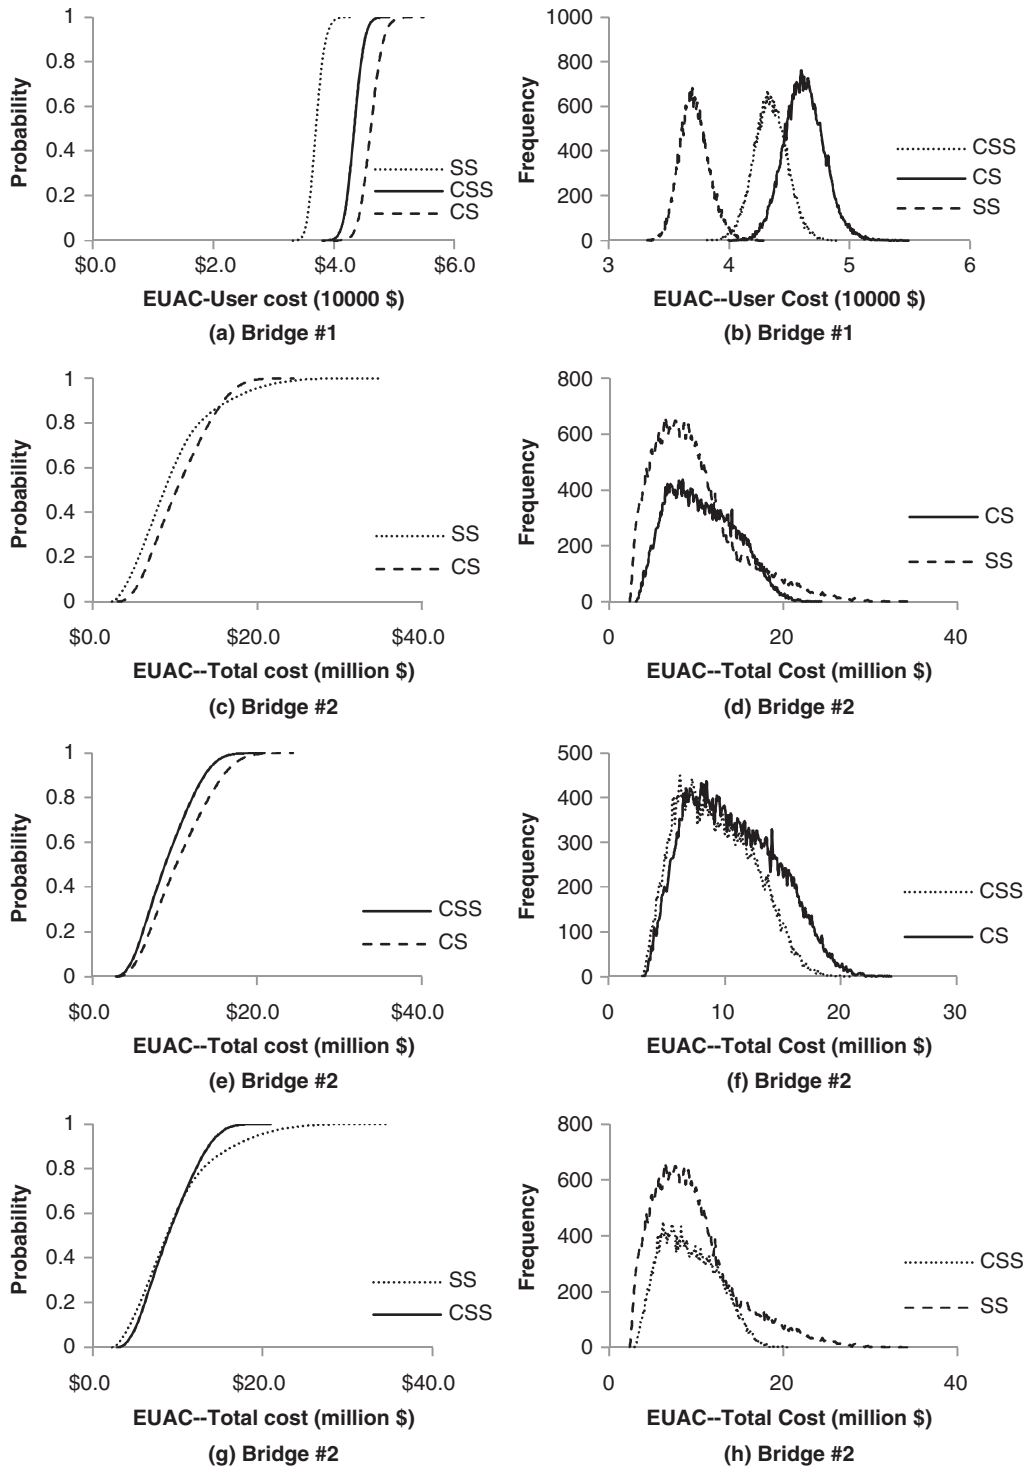 1
0.8
0.6
0.4
0.2
0
Probability
SS
CSS
CS
$0.0 $2.0 $4.0 $6.0
EUAC-User cost (10000 $)
(a) Bridge #1
1000
800
600
400
200
0
Frequency
CSS
CS
SS
3 4 5 6
EUAC--User Cost (10000 $)
(b) Bridge #1
1
0.8
0.6
0.4
0.2
0
Probability
SS
CS
$0.0 $20.0 $40.0
EUAC--Total cost (million $)
(c) Bridge #2
800
600
400
200
0
Frequency
CS
SS
0 20 40
EUAC--Total Cost (million $)
(d) Bridge #2
1
0.8
0.6
0.4
0.2
0
Probability
CSS
CS
$0.0 $20.0 $40.0
EUAC--Total cost (million $)
(e) Bridge #2
500
400
300
200
100
0
Frequency
CSS
CS
0 10 20 30
EUAC--Total Cost (million $)
(f) Bridge #2
1
0.8
0.6
0.4
0.2
0
Probability
SS
CSS
$0.0 $20.0 $40.0
EUAC--Total cost (million $)
(g) Bridge #2
800
600
400
200
0
Frequency
CSS
SS
0 20 40
EUAC--Total Cost (million $)
(h) Bridge #2